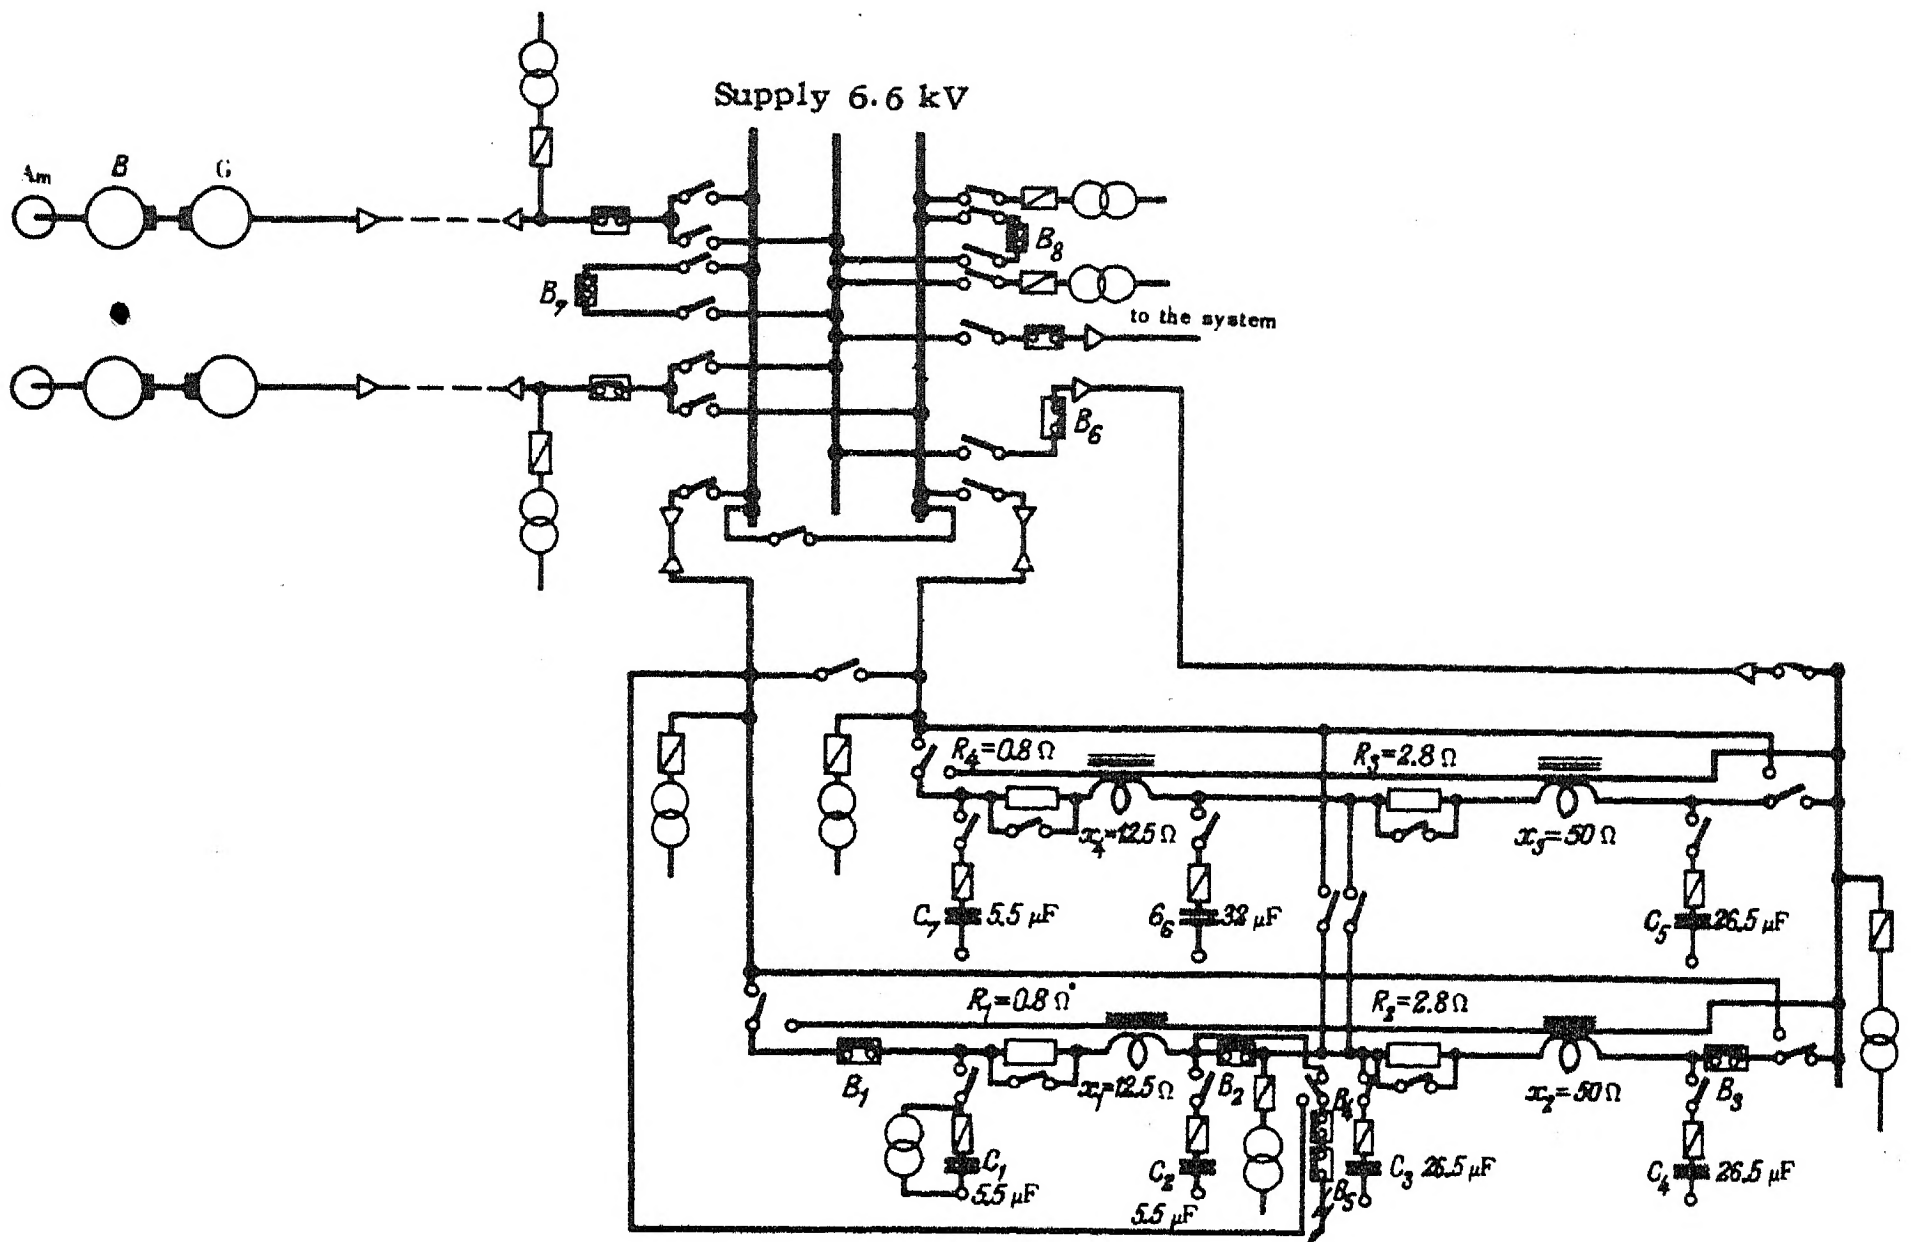 Supply 6.6 kV
Am B G
B8
B7
to the system
B6
R4=0.8 Ω R3=2.8 Ω
x4=12.5 Ω x3=50 Ω
C7 5.5 μF 66 38 μF C5 26.5 μF
R1=0.8 Ω R2=2.8 Ω
B1 x1=12.5 Ω B2 B4 x2=50 Ω B3
C1 C2 C3 26.5 μF C4 26.5 μF
5.5 μF 5.5 μF B5